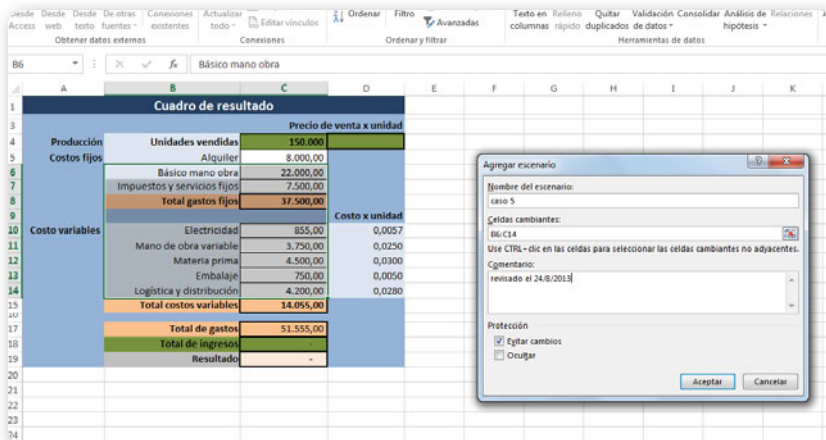 Desde Desde Desde De otras Conexiones Actualizar Editar vínculos Ordenar Filtro Avanzadas Texto en Relleno Quitar Validación Consolidar Análisis de Relaciones
Access web texto fuentes existentes todo columnas rápido duplicados de datos hipótesis
Obtener datos externos Conexiones Ordenar y filtrar Herramientas de datos
B6 fx Básico mano obra
A B C D E F G H I J K
1 Cuadro de resultado
3 Precio de venta x unidad
4 Producción Unidades vendidas 150.000
5 Costos fijos Alquiler 8.000,00
6 Básico mano obra 22.000,00
7 Impuestos y servicios fijos 7.500,00
8 Total gastos fijos 37.500,00
9 Costo x unidad
10 Costo variables Electricidad 855,00 0,0057
11 Mano de obra variable 3.750,00 0,0250
12 Materia prima 4.500,00 0,0300
13 Embalaje 750,00 0,0050
14 Logística y distribución 4.200,00 0,0280
15 Total costos variables 14.055,00
17 Total de gastos 51.555,00
18 Total de ingresos -
19 Resultado -
20
21
22
23
24
Agregar escenario
Nombre del escenario:
caso 5
Celdas cambiantes:
B6:C14
Use CTRL+clic en las celdas para seleccionar las celdas cambiantes no adyacentes.
Comentario:
revisado el 24/8/2013
Protección
Evitar cambios
Ocultar
Aceptar Cancelar